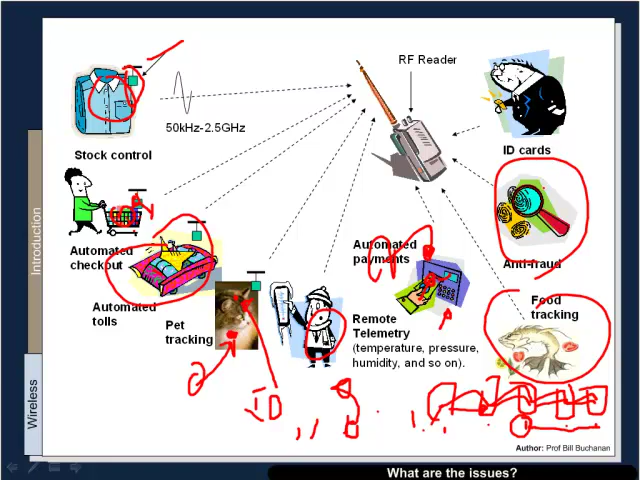 RF Reader
50kHz-2.5GHz
Stock control
ID cards
Automated
checkout
Automated
payments
Anti-fraud
Automated
tolls
Pet
tracking
Remote
Telemetry
(temperature, pressure,
humidity, and so on).
Food
tracking
ID
Introduction
Wireless
Author: Prof Bill Buchanan
What are the issues?